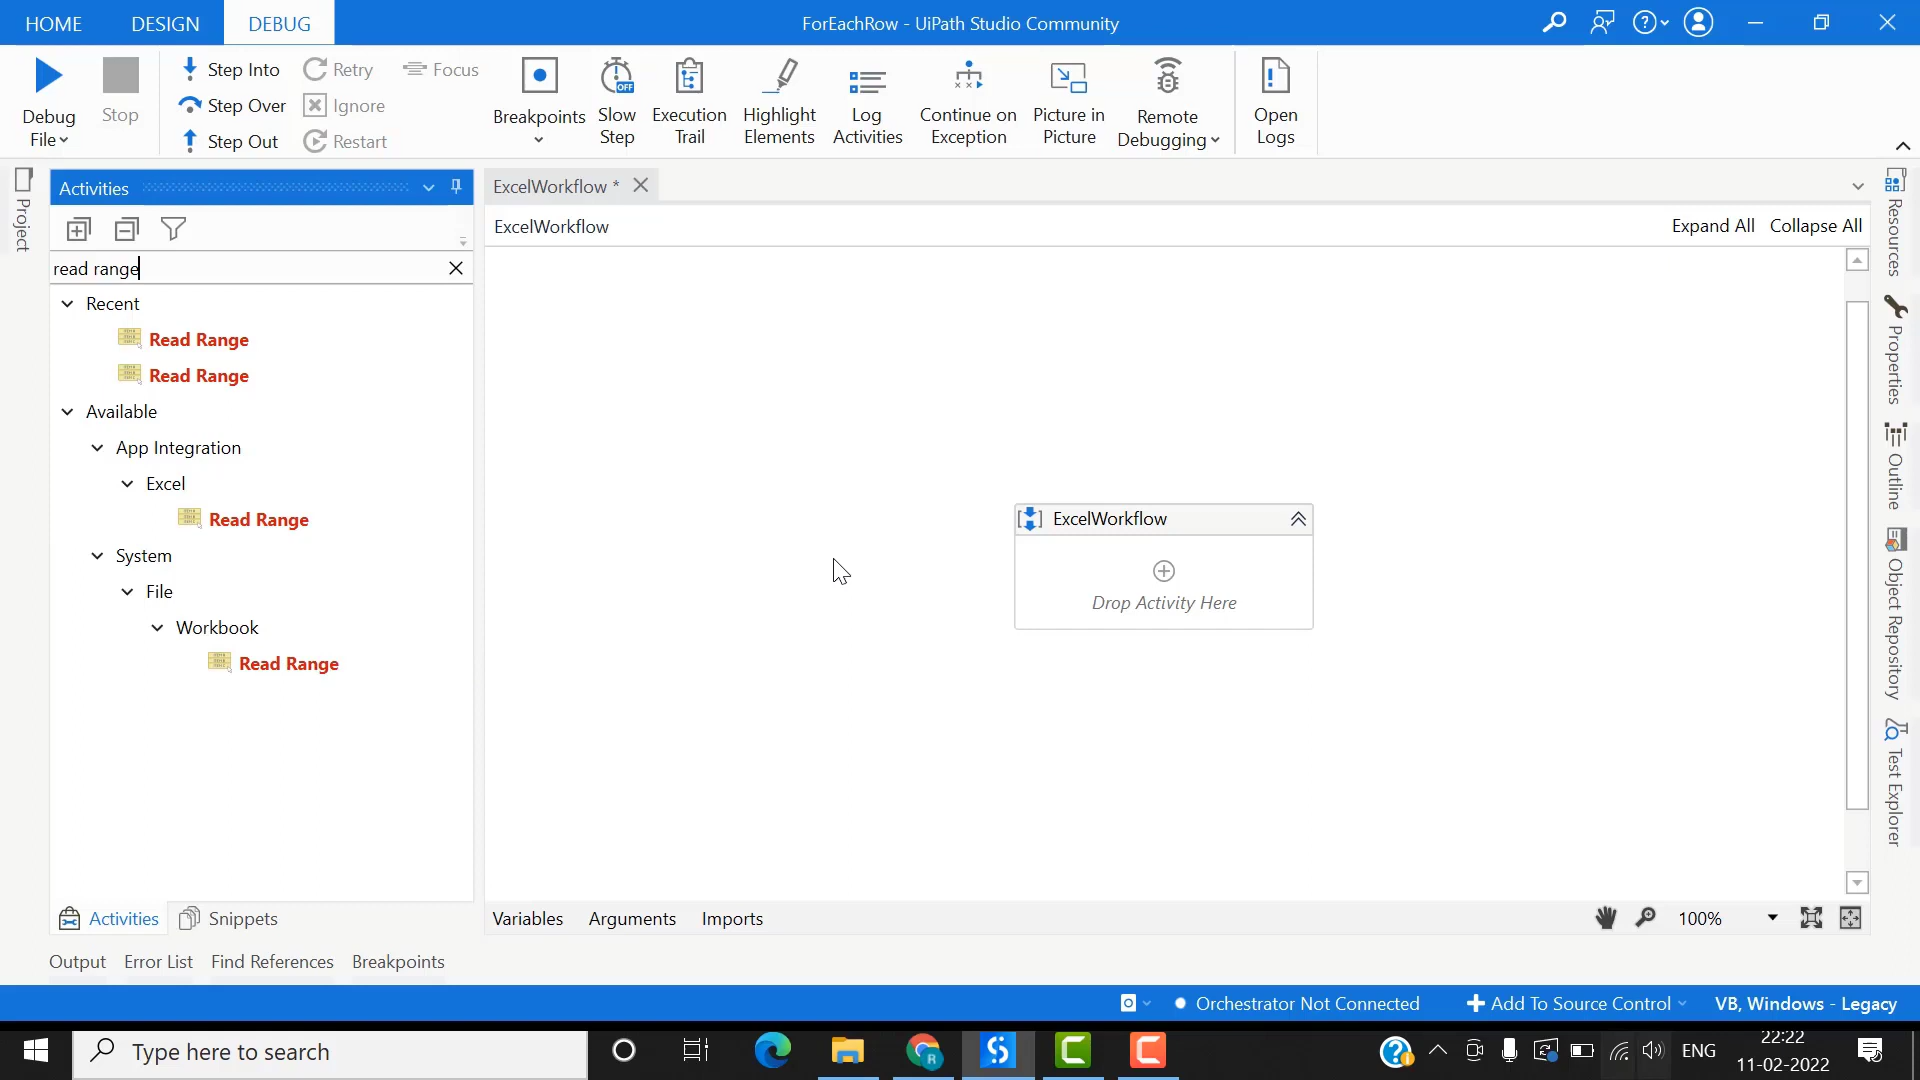 HOME DESIGN DEBUG ForEachRow - UiPath Studio Community
Debug File
Stop
Step Into
Step Over
Step Out
Retry
Ignore
Restart
Focus
Breakpoints
Slow Step
Execution Trail
Highlight Elements
Log Activities
Continue on Exception
Picture in Picture
Remote Debugging
Open Logs
Project
Activities
read range
Recent
Read Range
Read Range
Available
App Integration
Excel
Read Range
System
File
Workbook
Read Range
Activities Snippets
ExcelWorkflow *
ExcelWorkflow Expand All Collapse All
ExcelWorkflow
Drop Activity Here
Variables Arguments Imports 100%
Resources
Properties
Outline
Object Repository
Test Explorer
Output Error List Find References Breakpoints
Orchestrator Not Connected Add To Source Control VB, Windows - Legacy
Type here to search
ENG
22:22
11-02-2022